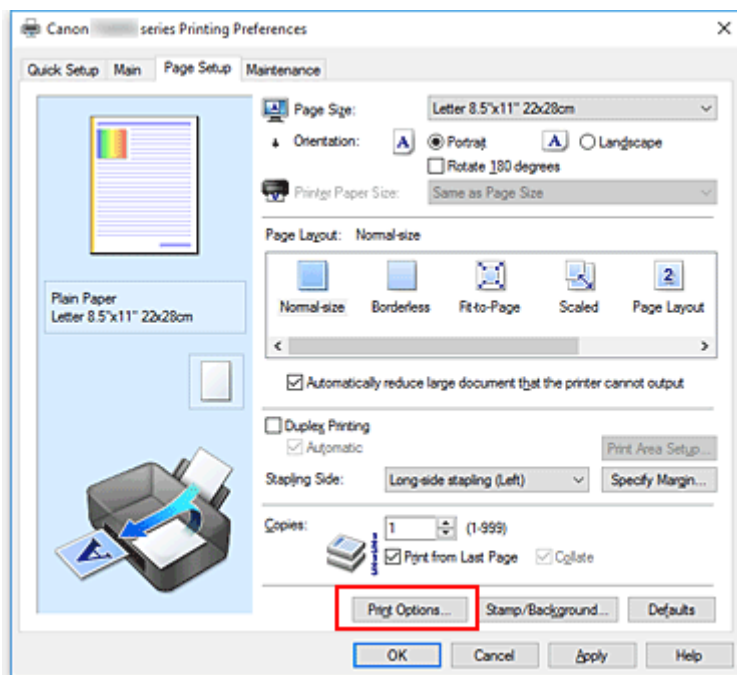 Canon series Printing Preferences
Quick Setup Main Page Setup Maintenance
Page Size: Letter 8.5"x11" 22x28cm
Orientation: A Portrait A Landscape
Rotate 180 degrees
Printer Paper Size: Same as Page Size
Page Layout: Normal-size
2
Normal-size Borderless Fit-to-Page Scaled Page Layout
Plain Paper
Letter 8.5"x11" 22x28cm
Automatically reduce large document that the printer cannot output
Duplex Printing
Automatic Print Area Setup...
Stapling Side: Long-side stapling (Left) Specify Margin...
Copies: 1 (1-999)
Print from Last Page Collate
A
Print Options... Stamp/Background... Defaults
OK Cancel Apply Help